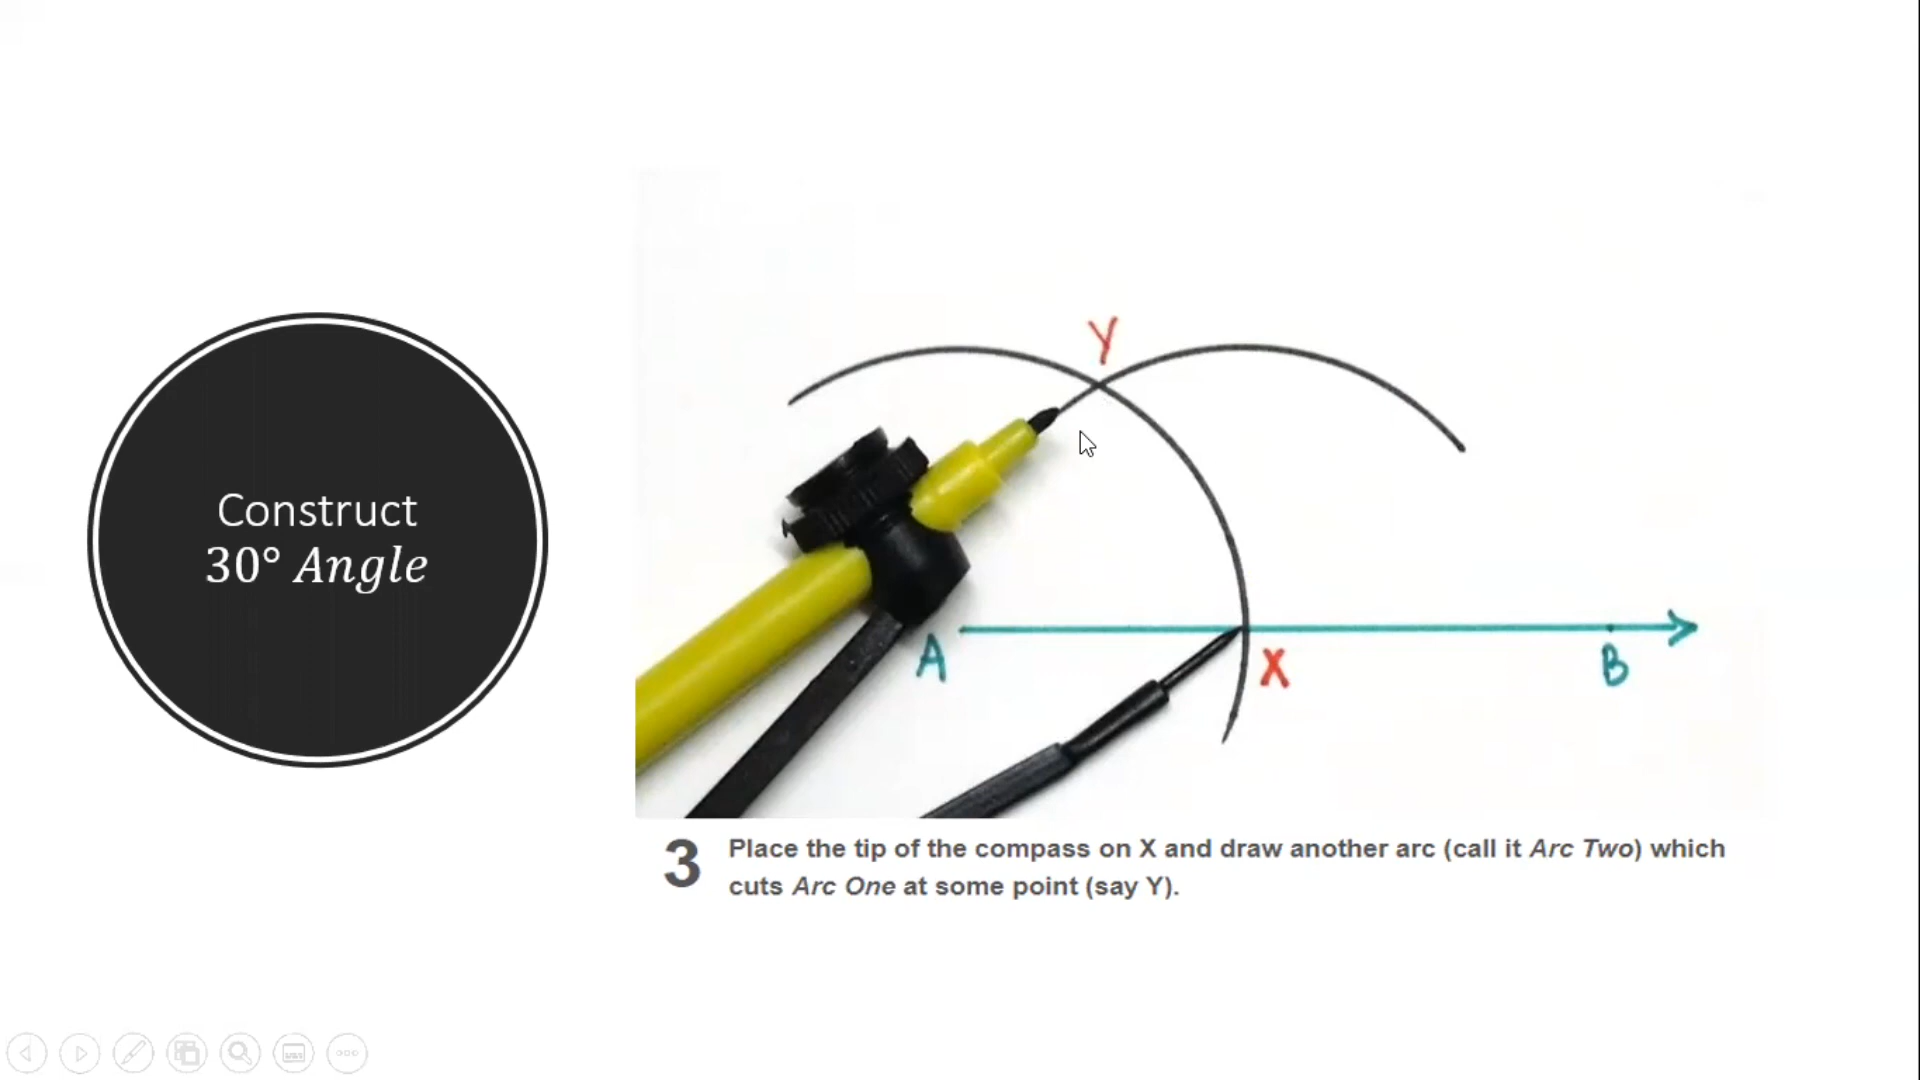 Construct
30° Angle
Y
A
X
B
3
Place the tip of the compass on X and draw another arc (call it Arc Two) which
cuts Arc One at some point (say Y).